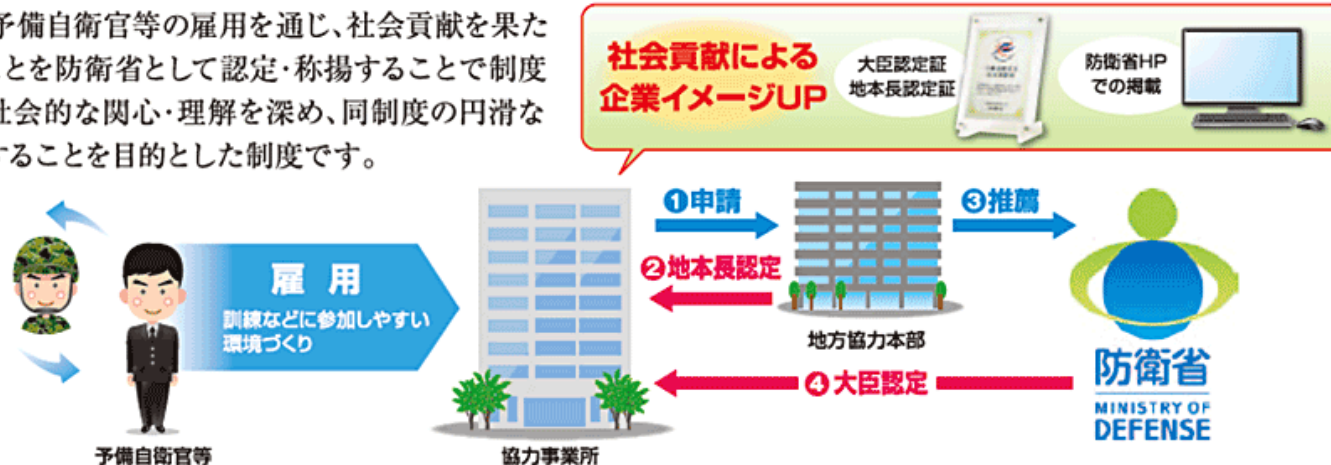 予備自衛官等の雇用を通じ、社会貢献を果た
ことを防衛省として認定・称揚することで制度
社会的な関心・理解を深め、同制度の円滑な
することを目的とした制度です。
社会貢献による
企業イメージUP
大臣認定証
地本長認定証
防衛省HP
での掲載
❶申請
❸推薦
❷地本長認定
雇 用
訓練などに参加しやすい
環境づくり
地方協力本部
❹大臣認定
防衛省
MINISTRY OF
DEFENSE
予備自衛官等
協力事業所